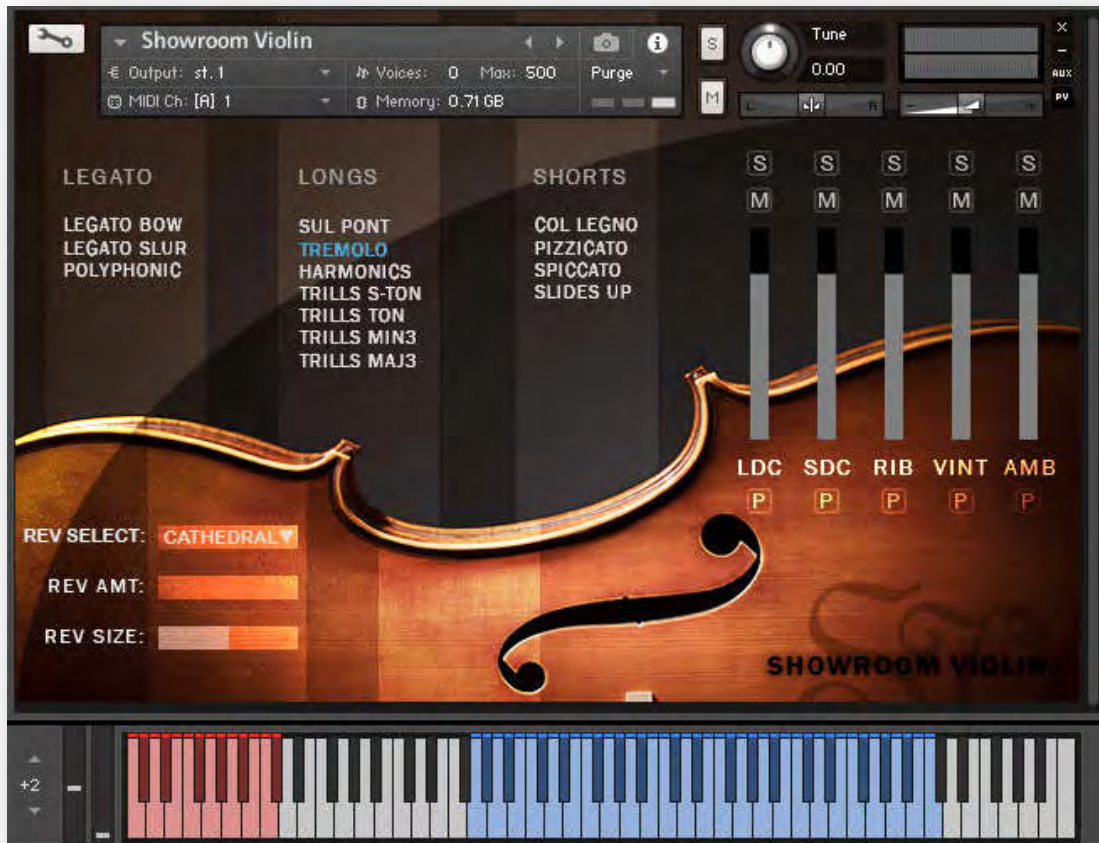 Showroom Violin
S
Tune
Output: st.1
Voices: 0 Max: 500
Purge
0.00
MIDI Ch: [A] 1
Memory: 0.71 GB
M
L
R
X
AUX
PV
LEGATO
LEGATO BOW
LEGATO SLUR
POLYPHONIC
LONGS
SUL PONT
TREMOLO
HARMONICS
TRILLS S-TON
TRILLS TON
TRILLS MIN3
TRILLS MAJ3
SHORTS
COL LEGNO
PIZZICATO
SPICCATO
SLIDES UP
S S S S S
M M M M M
LDC SDC RIB VINT AMB
P P P P P
REV SELECT: CATHEDRAL
REV AMT:
REV SIZE:
SHOWROOM VIOLIN
+2